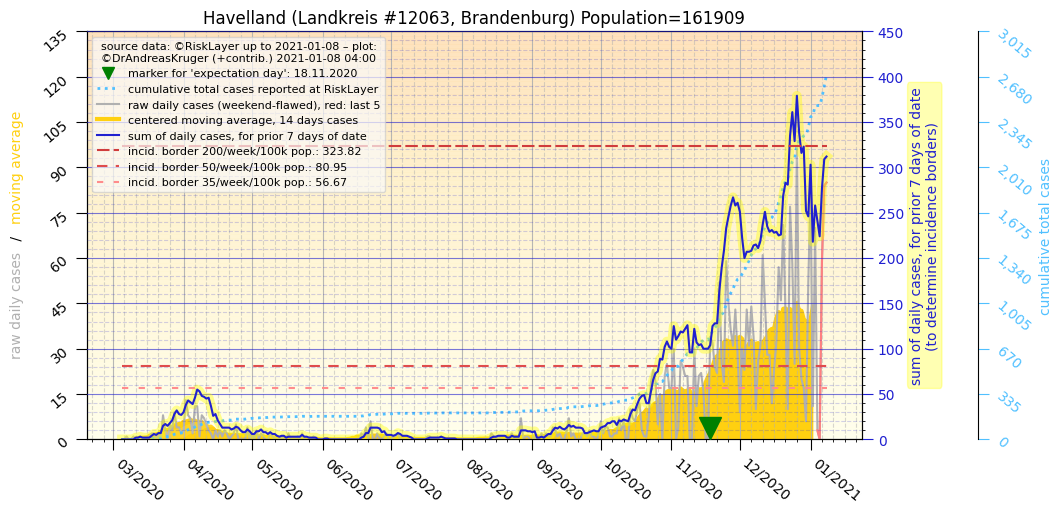 Havelland (Landkreis #12063, Brandenburg) Population=161909
source data: ©RiskLayer up to 2021-01-08 – plot:
©DrAndreasKruger (+contrib.) 2021-01-08 04:00
marker for 'expectation day': 18.11.2020
cumulative total cases reported at RiskLayer
raw daily cases (weekend-flawed), red: last 5
centered moving average, 14 days cases
sum of daily cases, for prior 7 days of date
incid. border 200/week/100k pop.: 323.82
incid. border 50/week/100k pop.: 80.95
incid. border 35/week/100k pop.: 56.67
raw daily cases / moving average
135
120
105
90
75
60
45
30
15
0
03/2020
04/2020
05/2020
06/2020
07/2020
08/2020
09/2020
10/2020
11/2020
12/2020
01/2021
450
400
350
300
250
200
150
100
50
0
sum of daily cases, for prior 7 days of date
(to determine incidence borders)
3,015
2,680
2,345
2,010
1,675
1,340
1,005
670
335
0
cumulative total cases